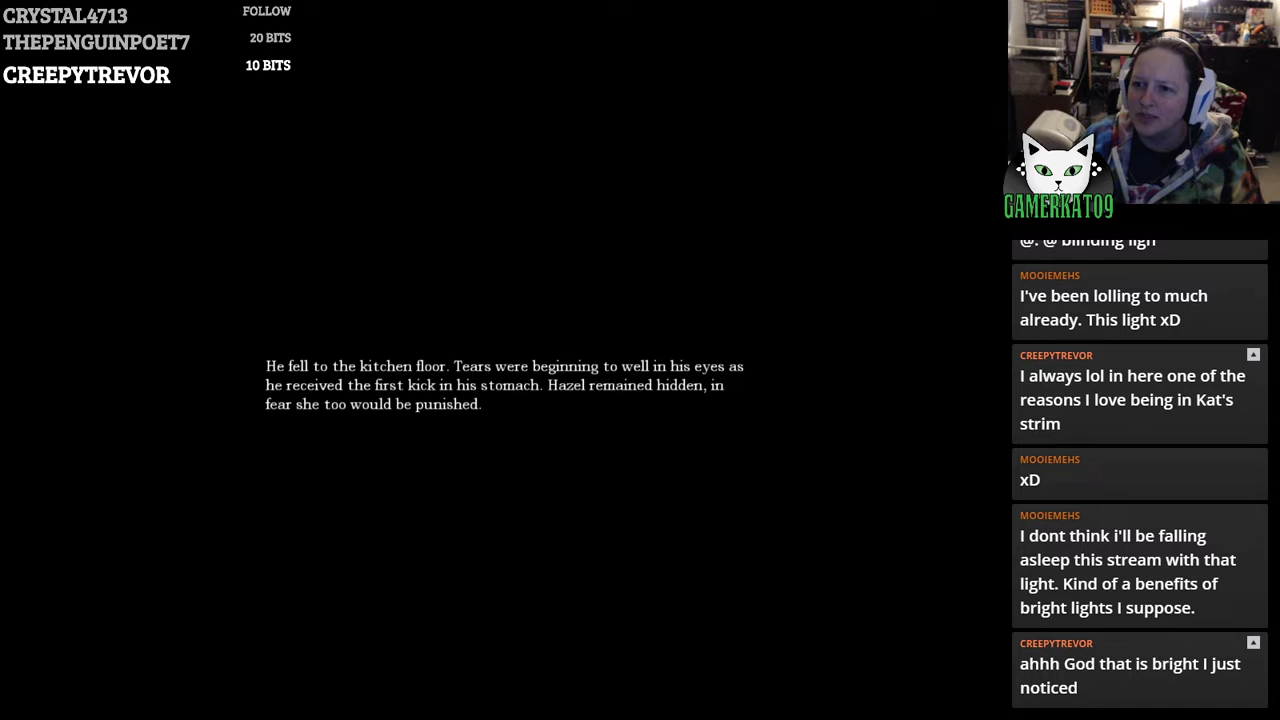 CRYSTAL4713 FOLLOW
THEPENGUINPOET7 20 BITS
CREEPYTREVOR 10 BITS
He fell to the kitchen floor. Tears were beginning to well in his eyes as
he received the first kick in his stomach. Hazel remained hidden, in
fear she too would be punished.
GAMERKAT09
@. @ blinding ligh
MOOIEMEHS
I've been lolling to much
already. This light xD
CREEPYTREVOR
I always lol in here one of the
reasons I love being in Kat's
strim
MOOIEMEHS
xD
MOOIEMEHS
I dont think i'll be falling
asleep this stream with that
light. Kind of a benefits of
bright lights I suppose.
CREEPYTREVOR
ahhh God that is bright I just
noticed